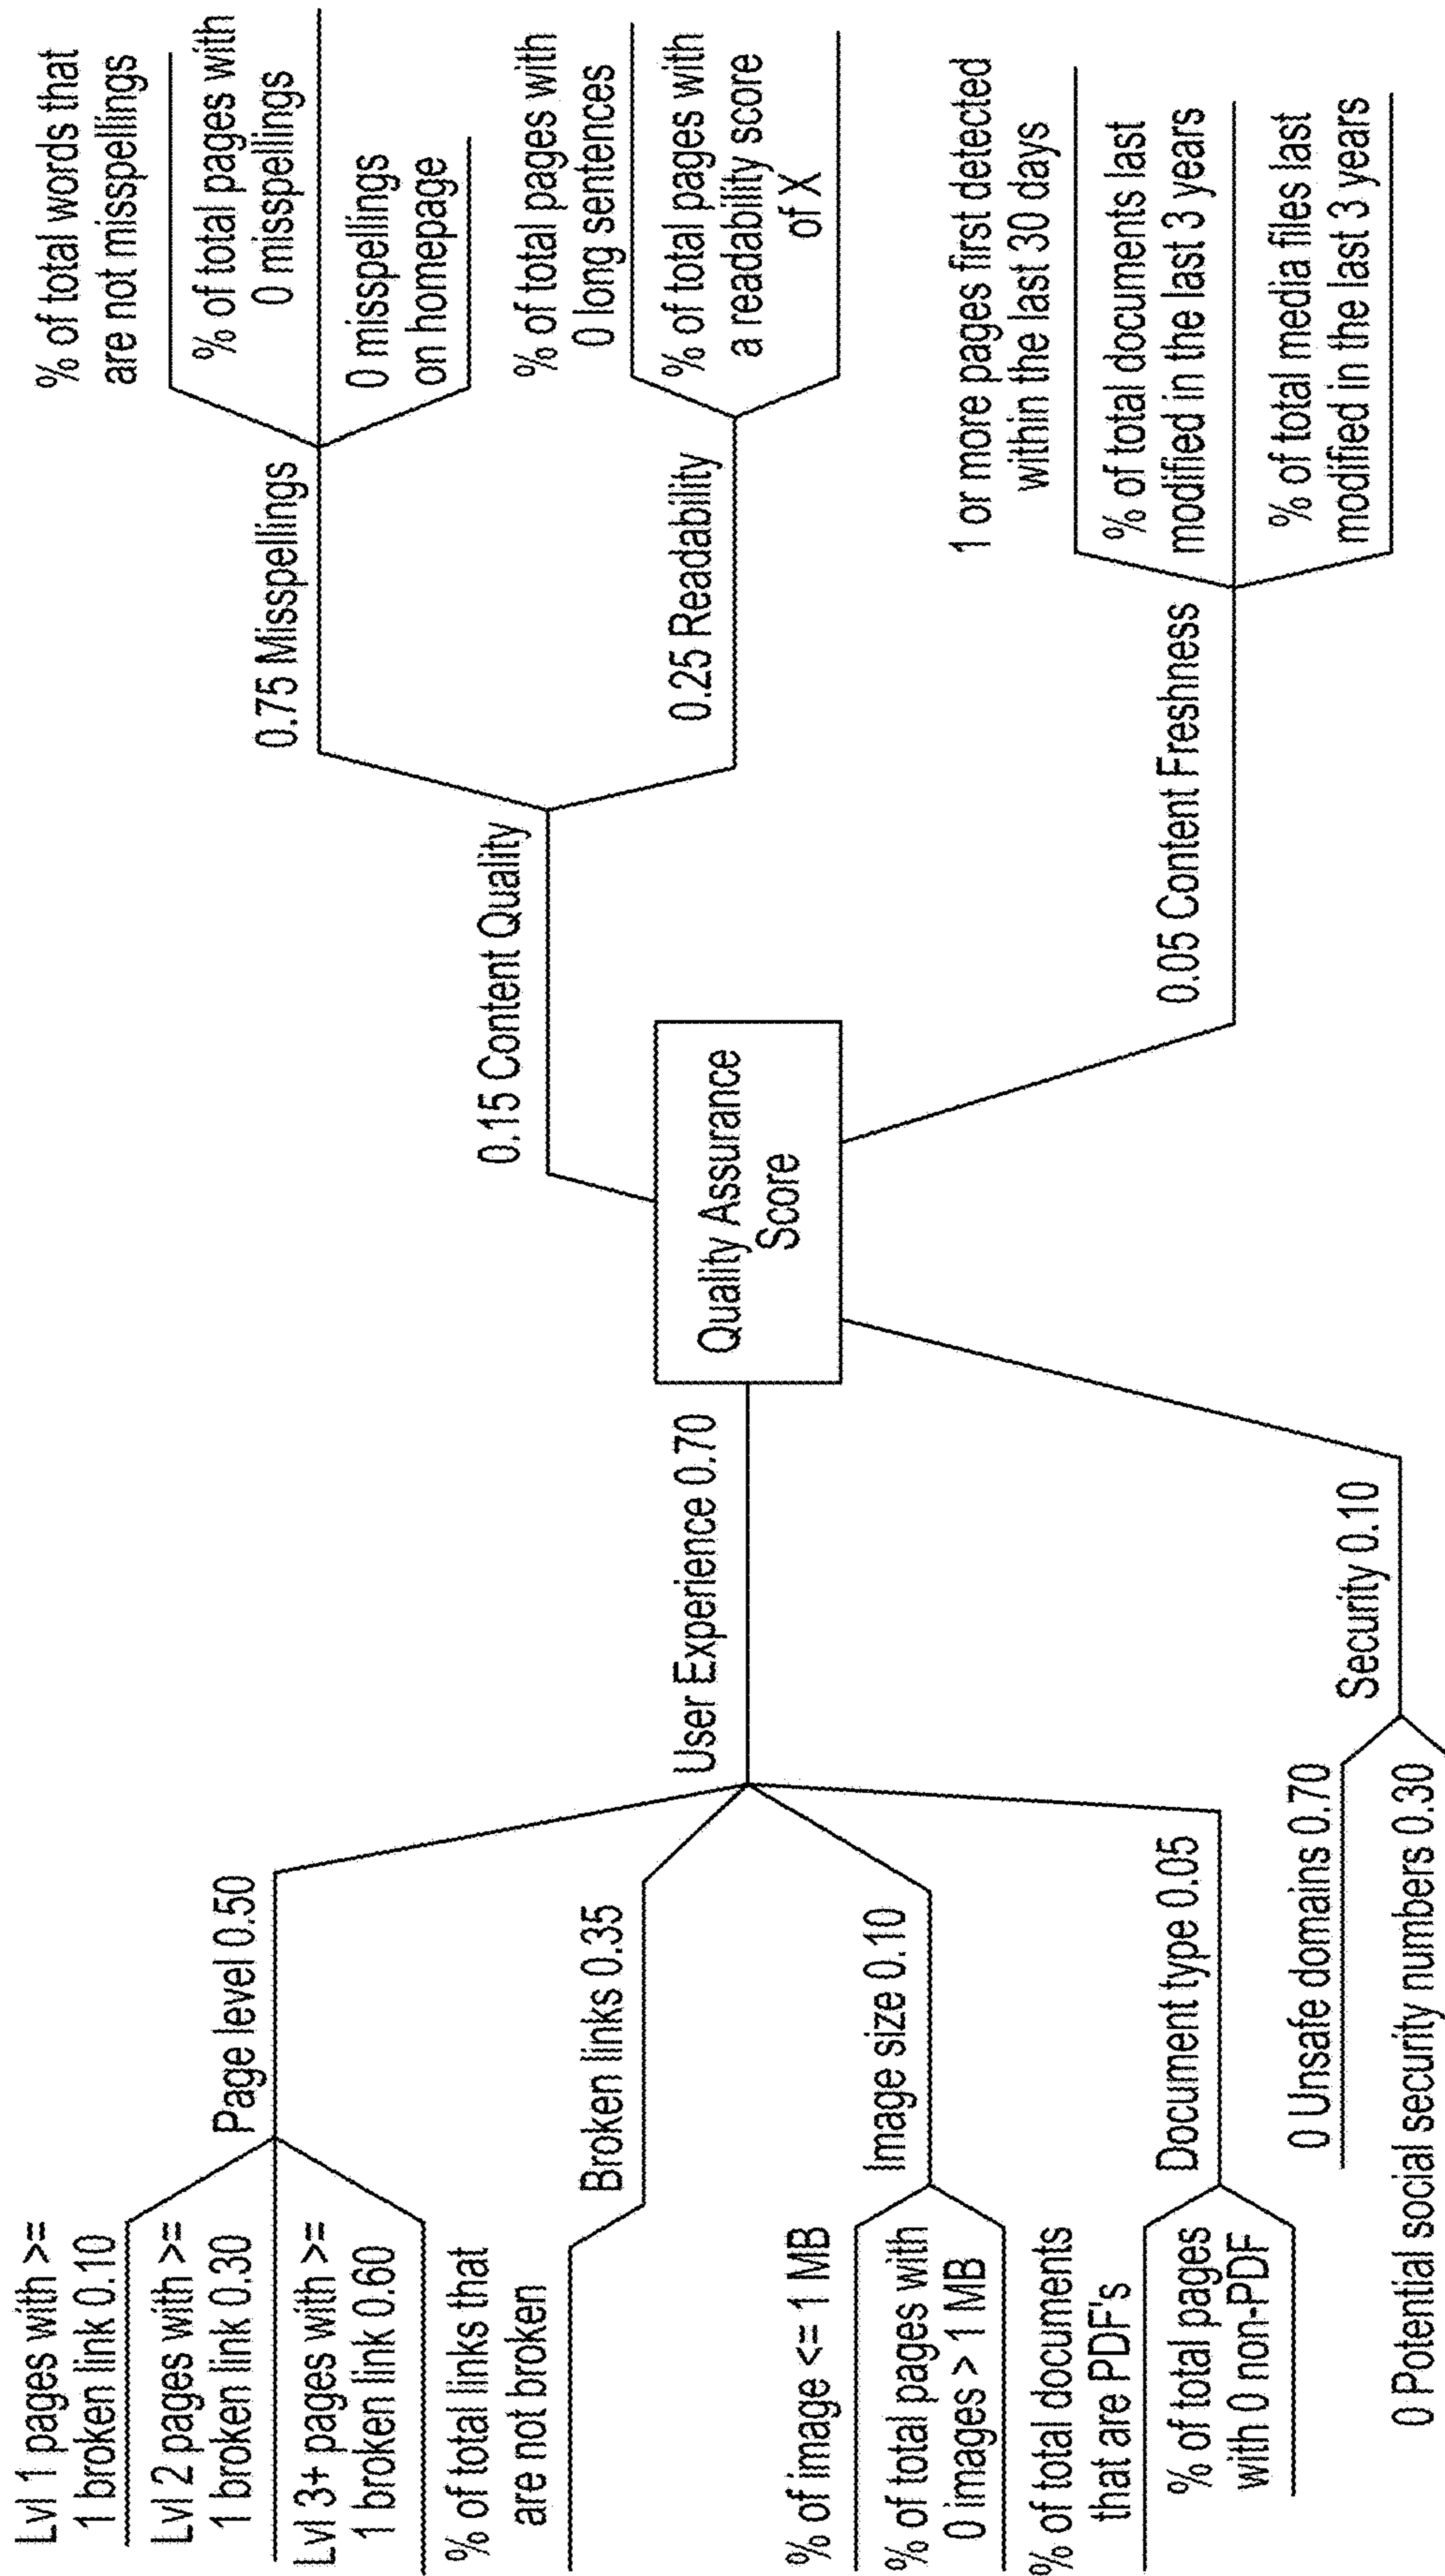 Quality Assurance
Score
User Experience 0.70
Page level 0.50
Lvl 1 pages with >=
1 broken link 0.10
Lvl 2 pages with >=
1 broken link 0.30
Lvl 3+ pages with >=
1 broken link 0.60
Broken links 0.35
% of total links that
are not broken
Image size 0.10
% of image <= 1 MB
% of total pages with
0 images > 1 MB
Document type 0.05
% of total documents
that are PDF's
% of total pages
with 0 non-PDF
Security 0.10
0 Unsafe domains 0.70
0 Potential social security numbers 0.30
0.15 Content Quality
0.75 Misspellings
% of total words that
are not misspellings
% of total pages with
0 misspellings
0 misspellings
on homepage
0.25 Readability
% of total pages with
0 long sentences
% of total pages with
a readability score
of X
0.05 Content Freshness
1 or more pages first detected
within the last 30 days
% of total documents last
modified in the last 3 years
% of total media files last
modified in the last 3 years